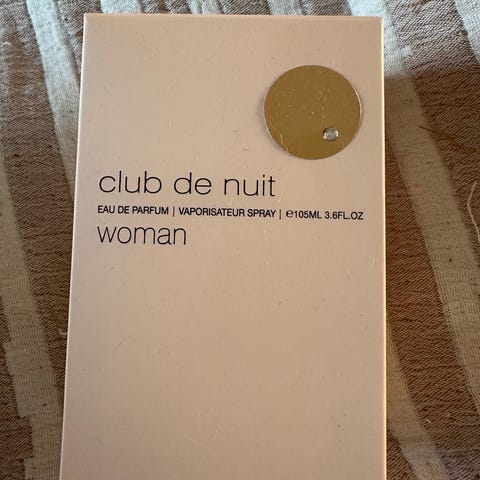 club de nuit
EAU DE PARFUM | VAPORISATEUR SPRAY | ℮105ML 3.6FL.OZ
woman